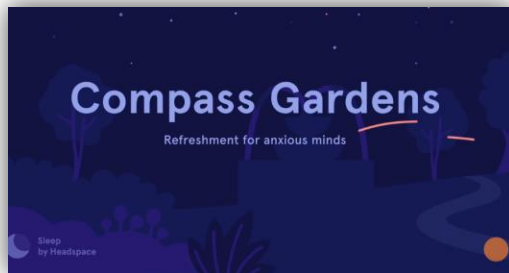 Compass Gardens
Refreshment for anxious minds
Sleep
by Headspace